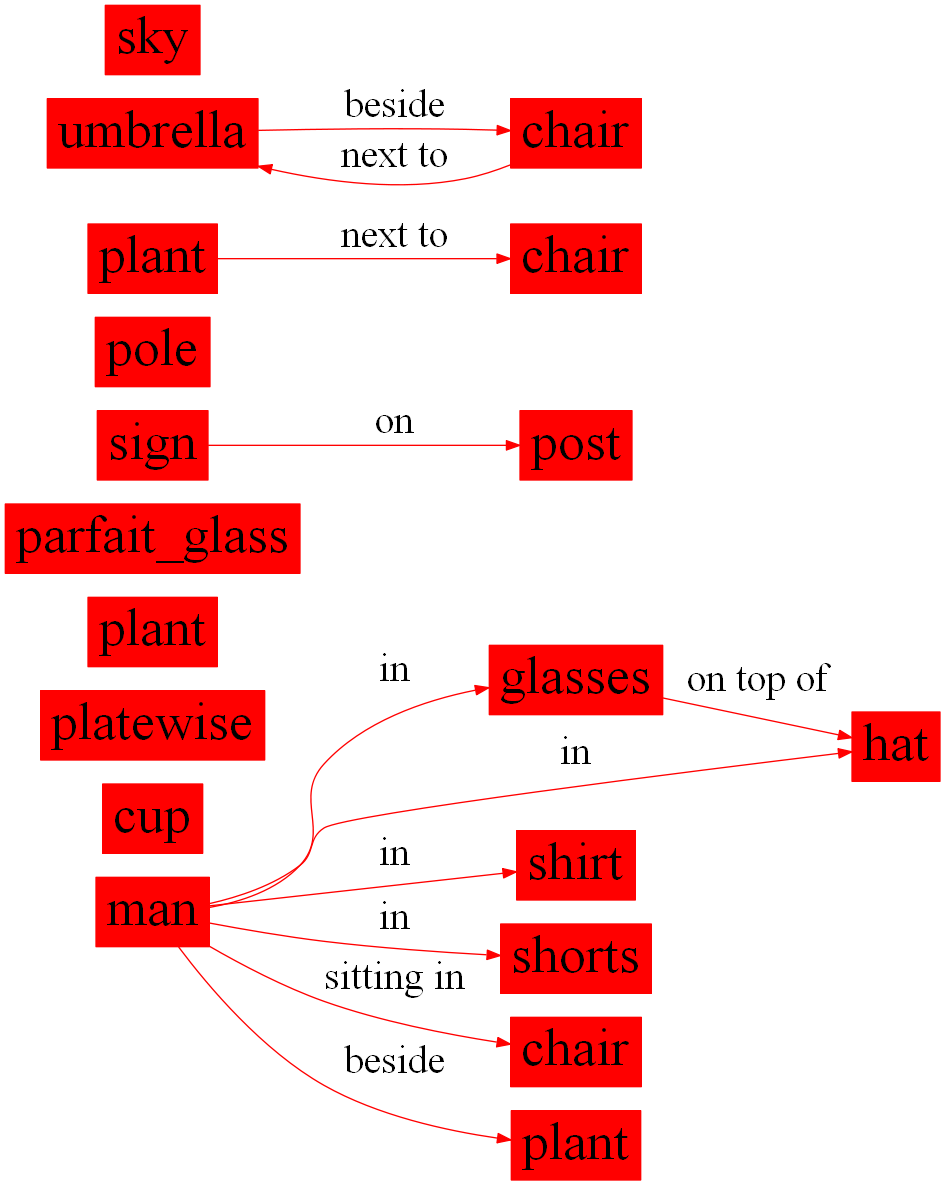 sky
umbrella
beside
next to
chair
plant
next to
chair
pole
sign
on
post
parfait_glass
plant
platewise
cup
man
in
glasses
on top of
hat
in
in
shirt
in
shorts
sitting in
chair
beside
plant